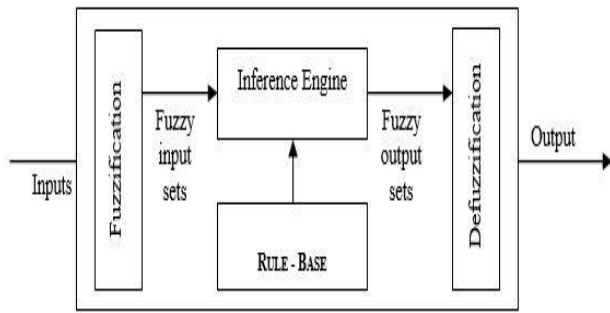 Inputs
Fuzzification
Fuzzy
input
sets
Inference Engine
RULE - BASE
Fuzzy
output
sets
Defuzzification
Output